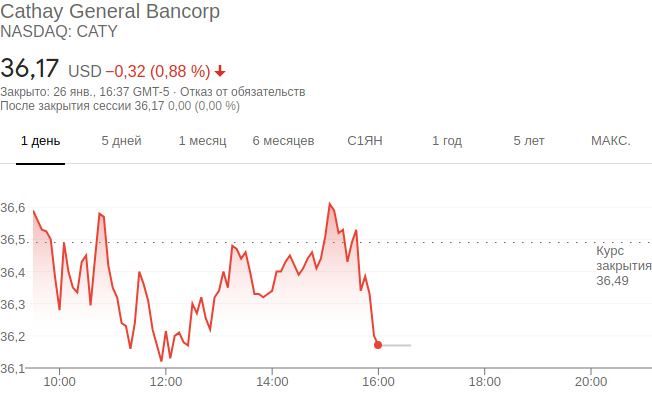 Cathay General Bancorp
NASDAQ: CATY
36,17 USD −0,32 (0,88 %)
Закрыто: 26 янв., 16:37 GMT-5 · Отказ от обязательств
После закрытия сессии 36,17 0,00 (0,00 %)
1 день 5 дней 1 месяц 6 месяцев С1ЯН 1 год 5 лет МАКС.
36,6
36,5
Курс
закрытия
36,49
36,4
36,3
36,2
36,1
10:00 12:00 14:00 16:00 18:00 20:00